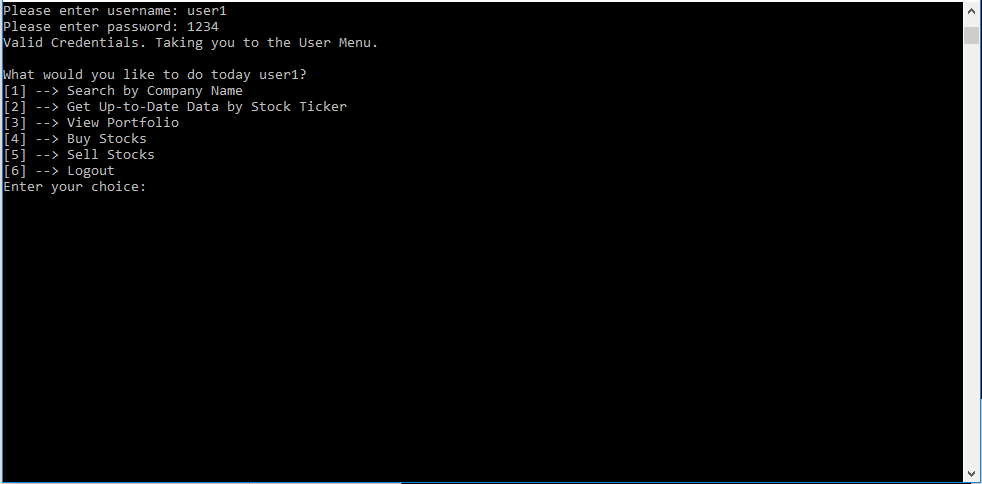 Please enter username: user1
Please enter password: 1234
Valid Credentials. Taking you to the User Menu.
What would you like to do today user1?
[1] --> Search by Company Name
[2] --> Get Up-to-Date Data by Stock Ticker
[3] --> View Portfolio
[4] --> Buy Stocks
[5] --> Sell Stocks
[6] --> Logout
Enter your choice: